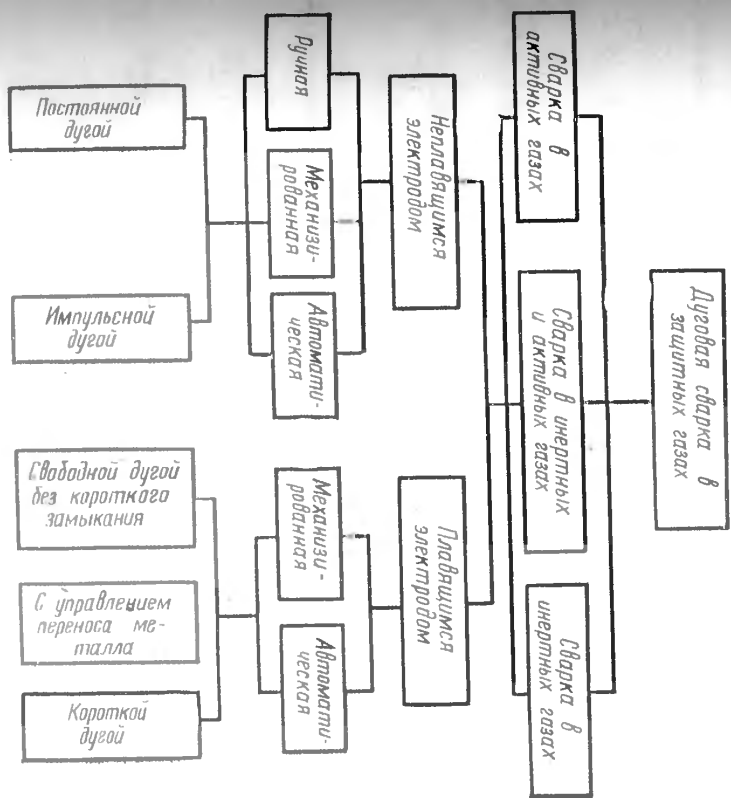 Дуговая сварка в
защитных газах
Сварка в
активных газах
Сварка в инертных
и активных газах
Сварка в
инертных газах
Неплавящимся
электродом
Плавящимся
электродом
Ручная
Механизи-
рованная
Автомати-
ческая
Механизи-
рованная
Автомати-
ческая
Постоянной
дугой
Импульсной
дугой
Свободной дугой
без короткого
замыкания
С управлением
переноса ме-
талла
Короткой
дугой